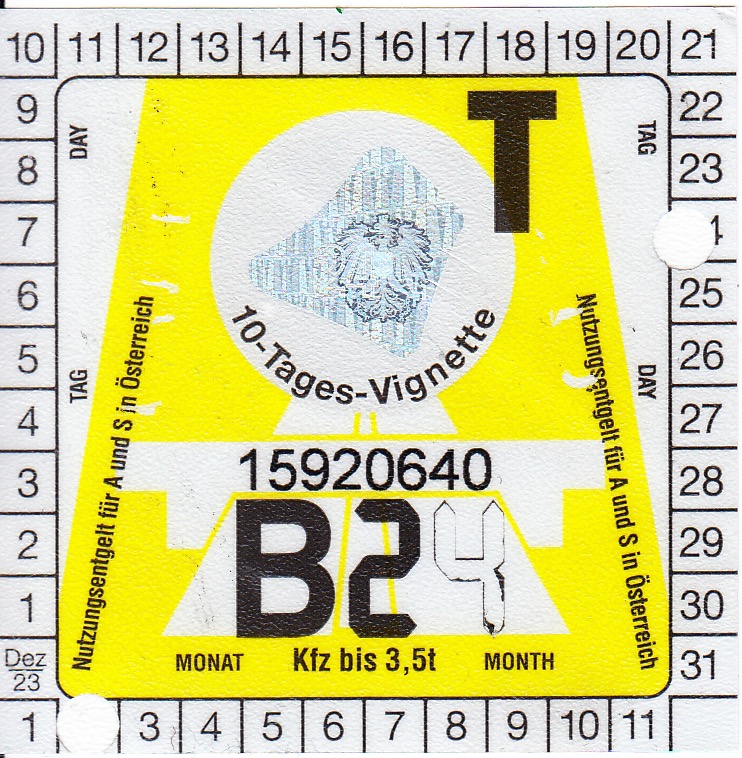 10 11 12 13 14 15 16 17 18 19 20 21
9
8
7
6
5
4
3
2
1
Dez
23
DAY
TAG
Nutzungsentgelt für A und S in Österreich
T
10-Tages-Vignette
15920640
B24
MONAT Kfz bis 3,5t MONTH
TAG
DAY
Nutzungsentgelt für A und S in Österreich
22
23
4
25
26
27
28
29
30
31
1 3 4 5 6 7 8 9 10 11